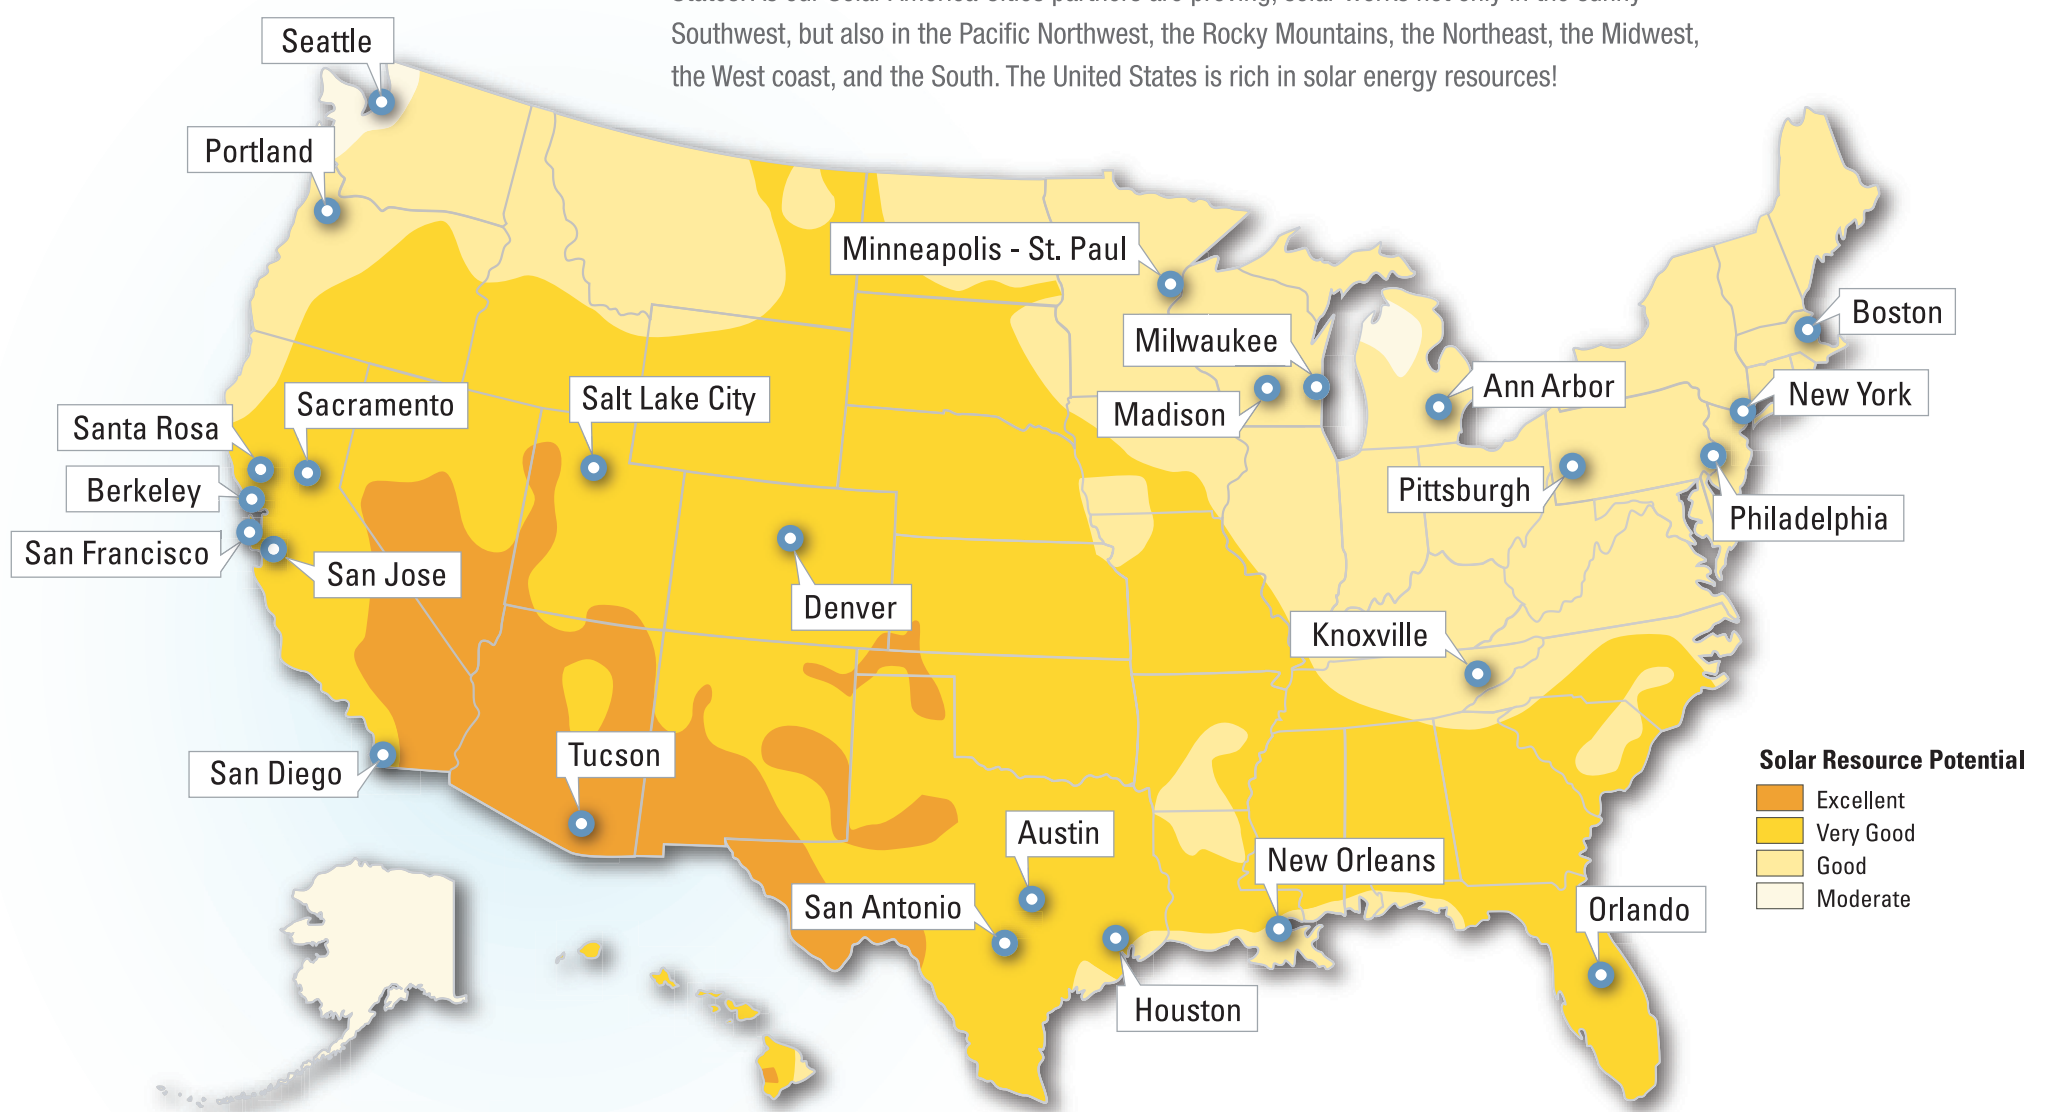 Southwest, but also in the Pacific Northwest, the Rocky Mountains, the Northeast, the Midwest,
the West coast, and the South. The United States is rich in solar energy resources!
Seattle
Portland
Minneapolis - St. Paul
Boston
Milwaukee
Ann Arbor
New York
Salt Lake City
Sacramento
Madison
Santa Rosa
Berkeley
Pittsburgh
Philadelphia
San Francisco
San Jose
Denver
Knoxville
San Diego
Tucson
Austin
New Orleans
San Antonio
Orlando
Houston
Solar Resource Potential
Excellent
Very Good
Good
Moderate